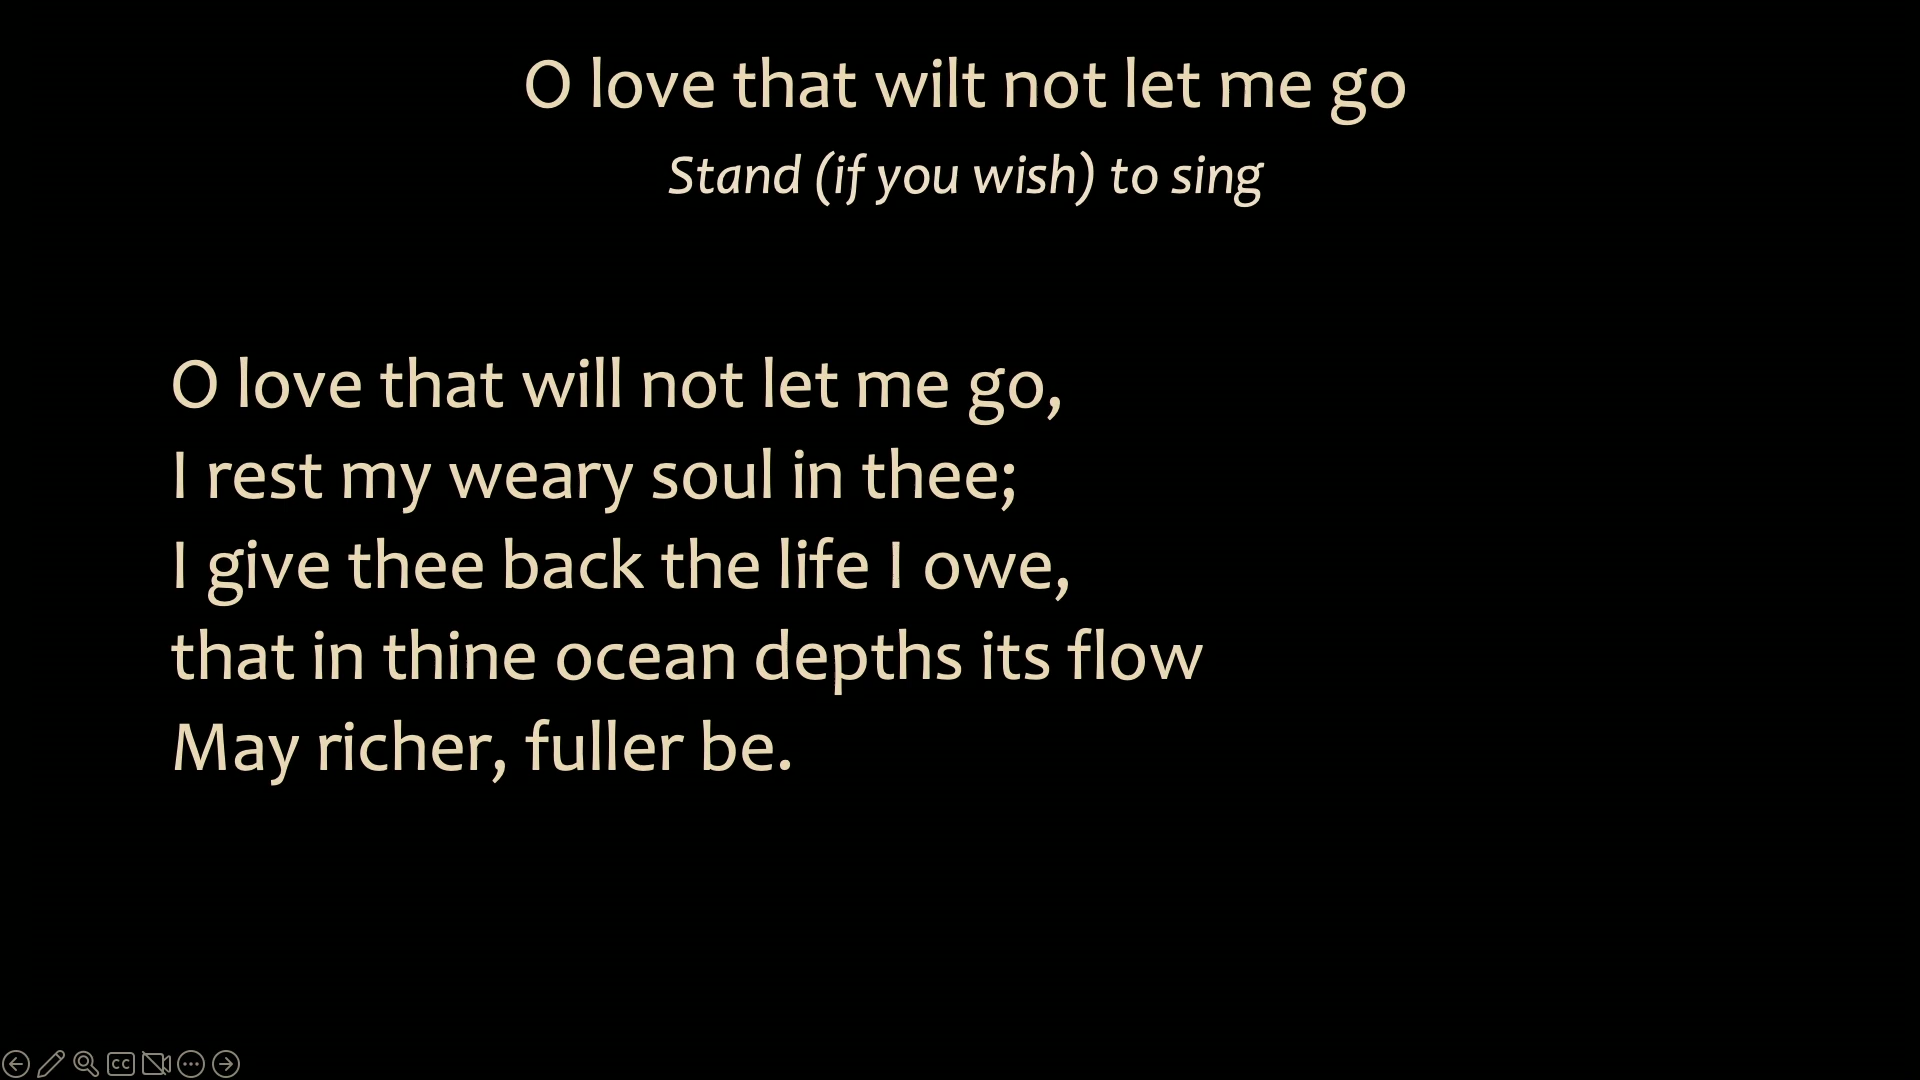 O love that wilt not let me go
Stand (if you wish) to sing
O love that will not let me go,
I rest my weary soul in thee;
I give thee back the life I owe,
that in thine ocean depths its flow
May richer, fuller be.
CC